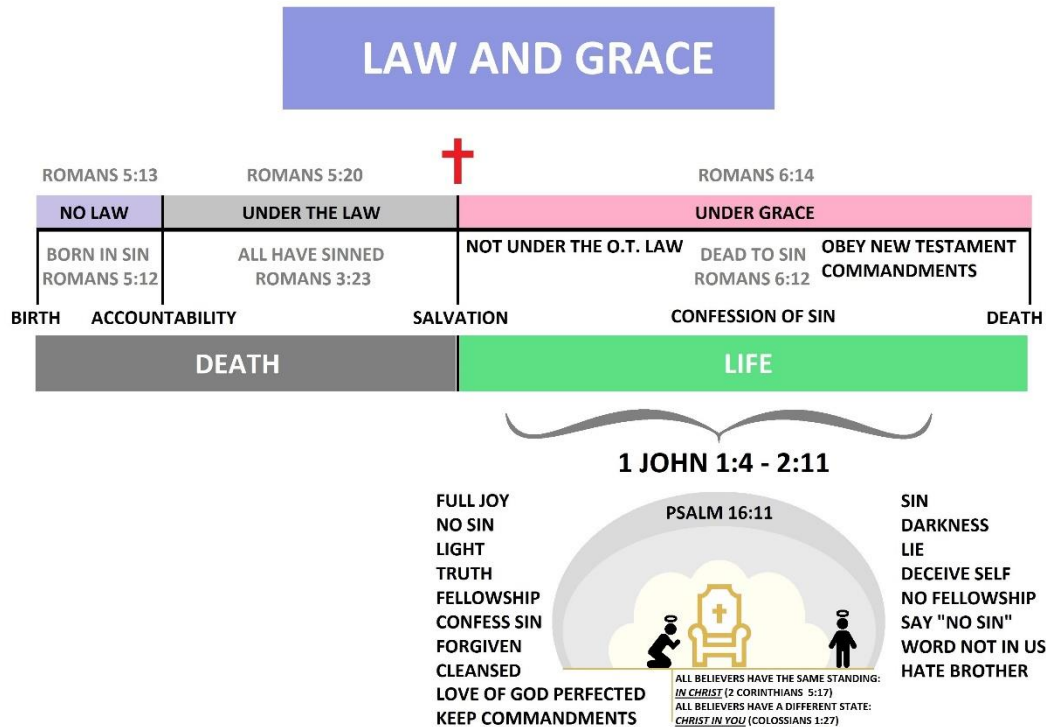 LAW AND GRACE
ROMANS 5:13
ROMANS 5:20
ROMANS 6:14
NO LAW
UNDER THE LAW
UNDER GRACE
BORN IN SIN
ROMANS 5:12
ALL HAVE SINNED
ROMANS 3:23
NOT UNDER THE O.T. LAW
DEAD TO SIN
ROMANS 6:12
OBEY NEW TESTAMENT
COMMANDMENTS
BIRTH
ACCOUNTABILITY
SALVATION
CONFESSION OF SIN
DEATH
DEATH
LIFE
1 JOHN 1:4 - 2:11
FULL JOY
NO SIN
LIGHT
TRUTH
FELLOWSHIP
CONFESS SIN
FORGIVEN
CLEANSED
LOVE OF GOD PERFECTED
KEEP COMMANDMENTS
PSALM 16:11
ALL BELIEVERS HAVE THE SAME STANDING:
IN CHRIST (2 CORINTHIANS 5:17)
ALL BELIEVERS HAVE A DIFFERENT STATE:
CHRIST IN YOU (COLOSSIANS 1:27)
SIN
DARKNESS
LIE
DECEIVE SELF
NO FELLOWSHIP
SAY "NO SIN"
WORD NOT IN US
HATE BROTHER